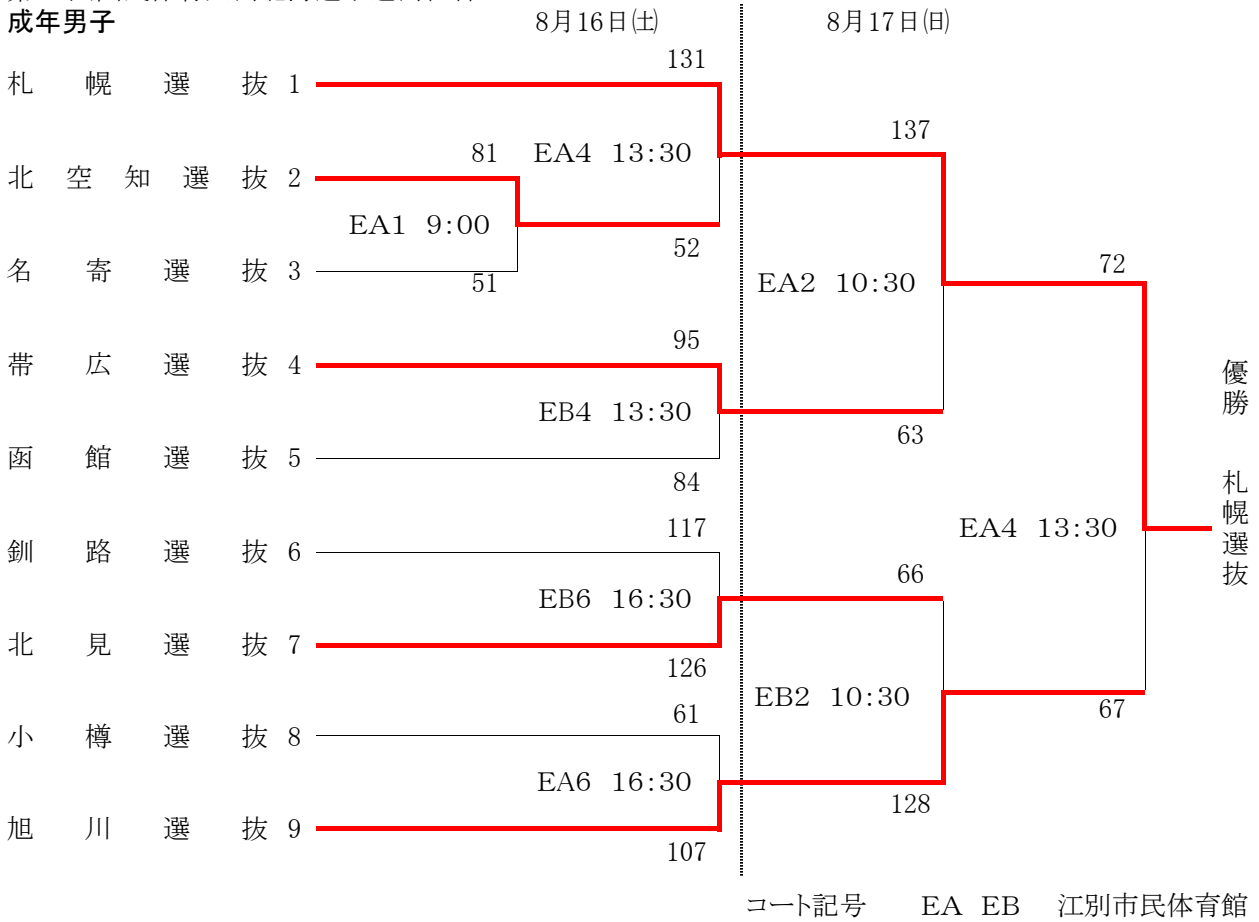 成年男子 8月16日(土) 8月17日(日)
131
札幌選抜 1
137
81 EA4 13:30
北空知選抜 2
EA1 9:00
52
名寄選抜 3
51
EA2 10:30
72
95
帯広選抜 4
EB4 13:30
63
函館選抜 5
84
優勝 札幌選抜
117
EA4 13:30
釧路選抜 6
66
EB6 16:30
北見選抜 7
126
EB2 10:30
67
61
小樽選抜 8
EA6 16:30
128
旭川選抜 9
107
コート記号 EA EB 江別市民体育館